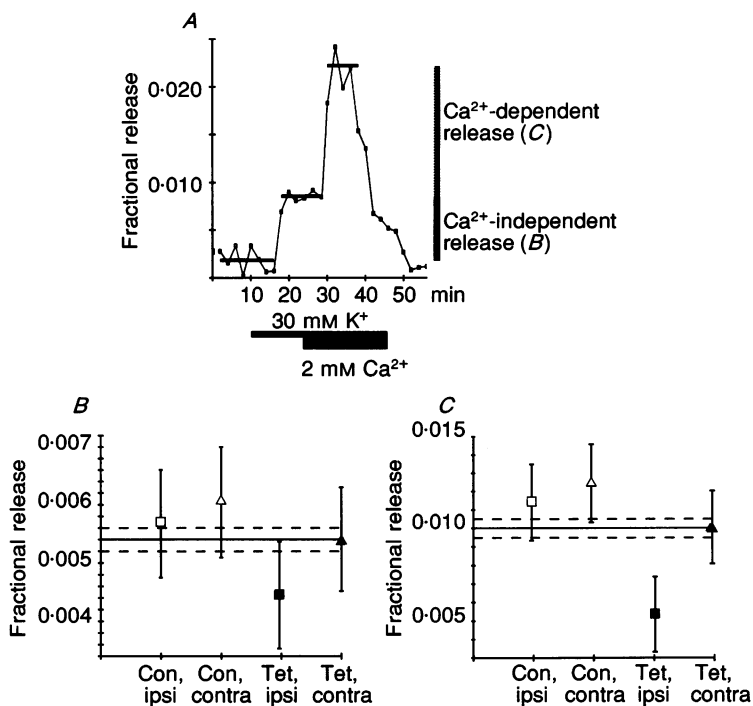 A
Fractional release
0·020
0·010
10 20 30 40 50 min
30 mM K⁺
2 mM Ca²⁺
Ca²⁺-dependent
release (C)
Ca²⁺-independent
release (B)
B
Fractional release
0·007
0·006
0·005
0·004
Con, Con, Tet, Tet,
ipsi contra ipsi contra
C
Fractional release
0·015
0·010
0·005
Con, Con, Tet, Tet,
ipsi contra ipsi contra